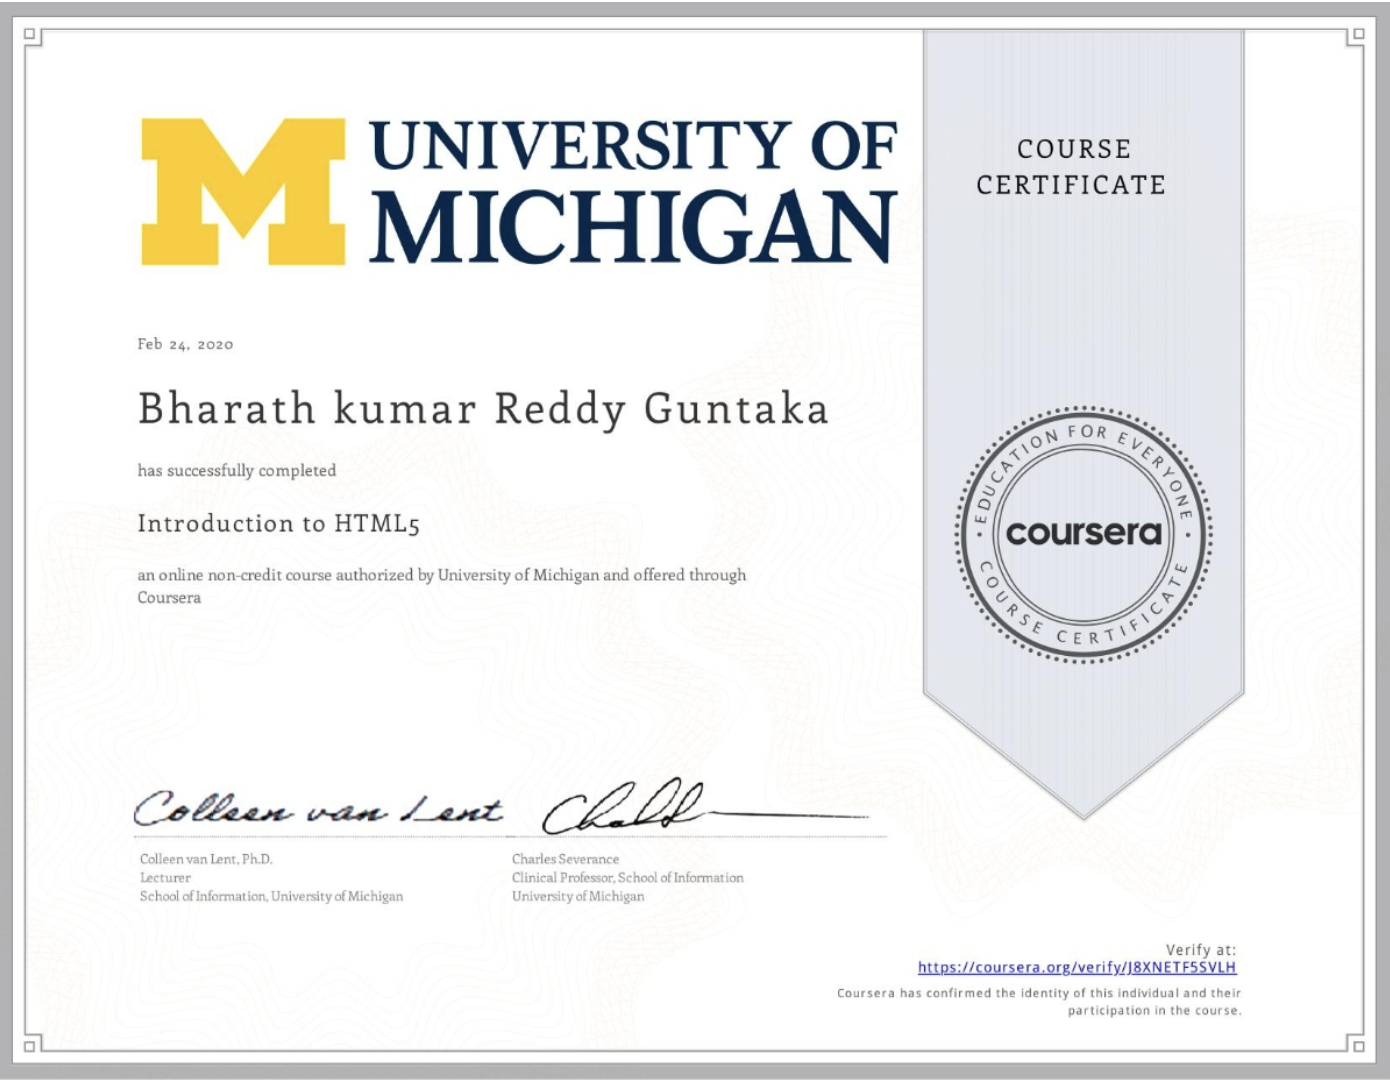 UNIVERSITY OF
MICHIGAN
COURSE
CERTIFICATE
Feb 24, 2020
Bharath kumar Reddy Guntaka
has successfully completed
Introduction to HTML5
an online non-credit course authorized by University of Michigan and offered through
Coursera
EDUCATION FOR EVERYONE
coursera
COURSE CERTIFICATE
Colleen van Lent
Colleen van Lent, Ph.D.
Lecturer
School of Information, University of Michigan
Charles Severance
Clinical Professor, School of Information
University of Michigan
Verify at:
https://coursera.org/verify/J8XNETF5SVLH
Coursera has confirmed the identity of this individual and their
participation in the course.